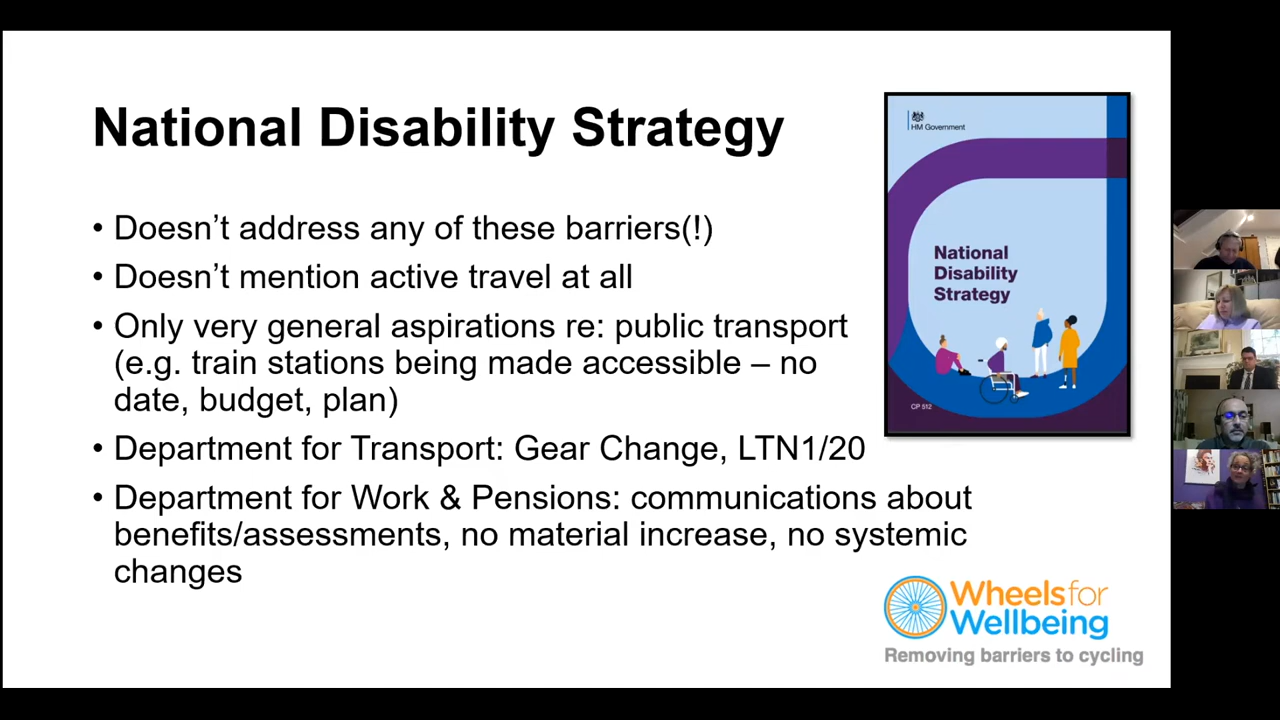 National Disability Strategy
• Doesn’t address any of these barriers(!)
• Doesn’t mention active travel at all
• Only very general aspirations re: public transport
(e.g. train stations being made accessible – no
date, budget, plan)
• Department for Transport: Gear Change, LTN1/20
• Department for Work & Pensions: communications about
benefits/assessments, no material increase, no systemic
changes
HM Government
National
Disability
Strategy
CP 512
Wheels for
Wellbeing
Removing barriers to cycling